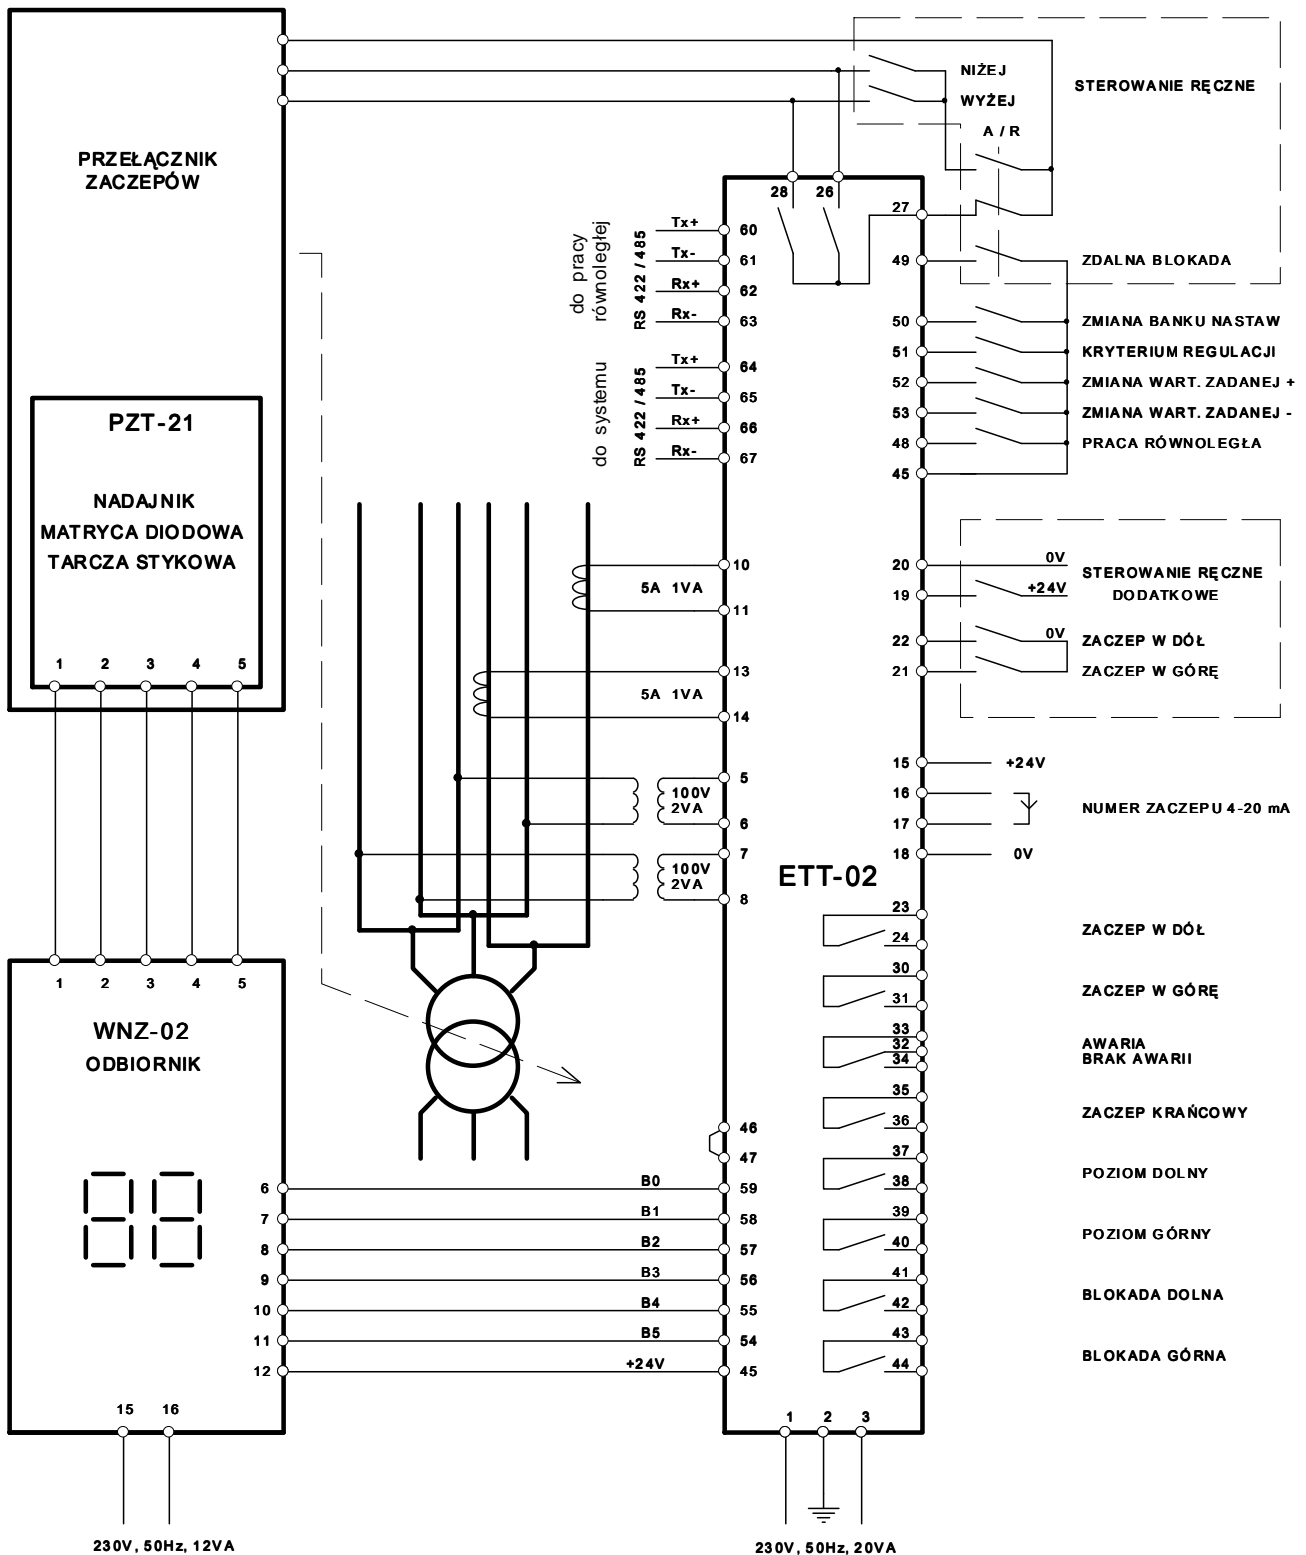 PRZEŁĄCZNIK
ZACZEPÓW
PZT-21
NADAJNIK
MATRYCA DIODOWA
TARCZA STYKOWA
1 2 3 4 5
1 2 3 4 5
WNZ-02
ODBIORNIK
6
7
8
9
10
11
12
15 16
230V, 50Hz, 12VA
do pracy
równoległej
RS 422 / 485
Tx+
Tx-
Rx+
Rx-
do systemu
RS 422 / 485
Tx+
Tx-
Rx+
Rx-
5A 1VA
5A 1VA
100V
2VA
100V
2VA
B0
B1
B2
B3
B4
B5
+24V
28 26
60
61
62
63
64
65
66
67
10
11
13
14
5
6
7
8
ETT-02
46
47
59
58
57
56
55
54
45
1 2 3
230V, 50Hz, 20VA
27
49
50
51
52
53
48
45
20
19
22
21
15
16
17
18
23
24
30
31
33
32
34
35
36
37
38
39
40
41
42
43
44
NIŻEJ
WYŻEJ
A / R
STEROWANIE RĘCZNE
ZDALNA BLOKADA
ZMIANA BANKU NASTAW
KRYTERIUM REGULACJI
ZMIANA WART. ZADANEJ +
ZMIANA WART. ZADANEJ -
PRACA RÓWNOLEGŁA
0V
+24V
STEROWANIE RĘCZNE
DODATKOWE
0V
ZACZEP W DÓŁ
ZACZEP W GÓRĘ
+24V
NUMER ZACZEPU 4-20 mA
0V
ZACZEP W DÓŁ
ZACZEP W GÓRĘ
AWARIA
BRAK AWARII
ZACZEP KRAŃCOWY
POZIOM DOLNY
POZIOM GÓRNY
BLOKADA DOLNA
BLOKADA GÓRNA